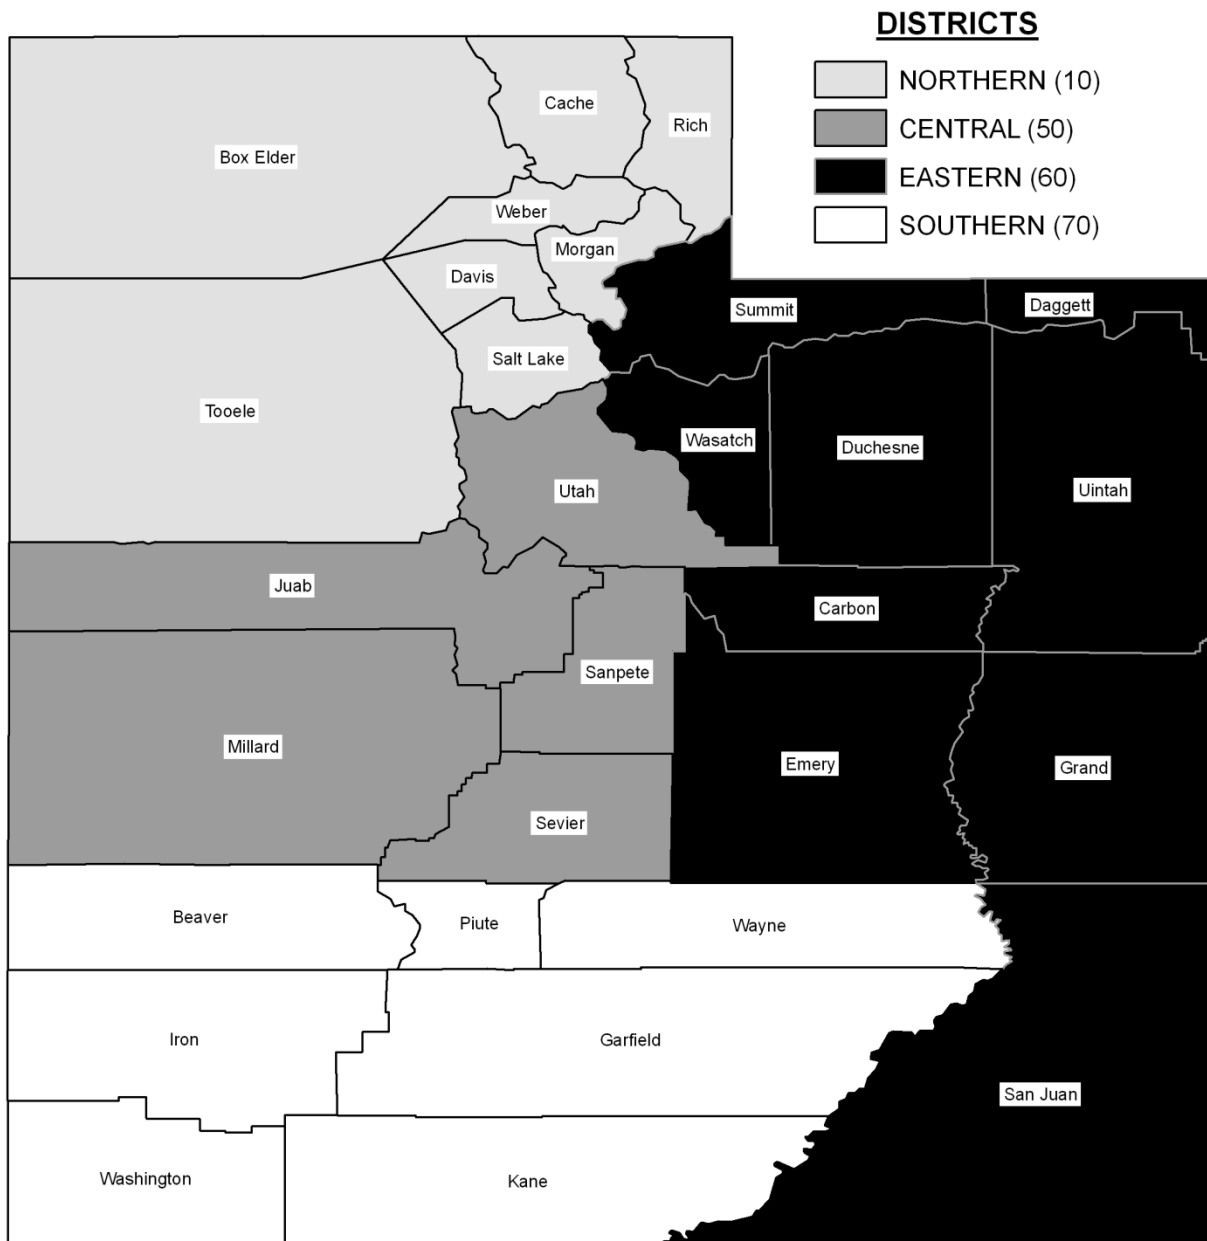 DISTRICTS
NORTHERN (10)
CENTRAL (50)
EASTERN (60)
SOUTHERN (70)
Cache
Rich
Box Elder
Weber
Morgan
Davis
Summit
Daggett
Salt Lake
Tooele
Wasatch
Duchesne
Utah
Uintah
Juab
Carbon
Sanpete
Millard
Emery
Grand
Sevier
Beaver
Piute
Wayne
Iron
Garfield
San Juan
Washington
Kane